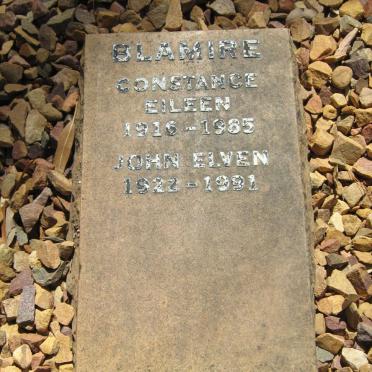 BLAMIRE
CONSTANCE
EILEEN
1916 - 1985
JOHN ELVEN
1922 - 1991